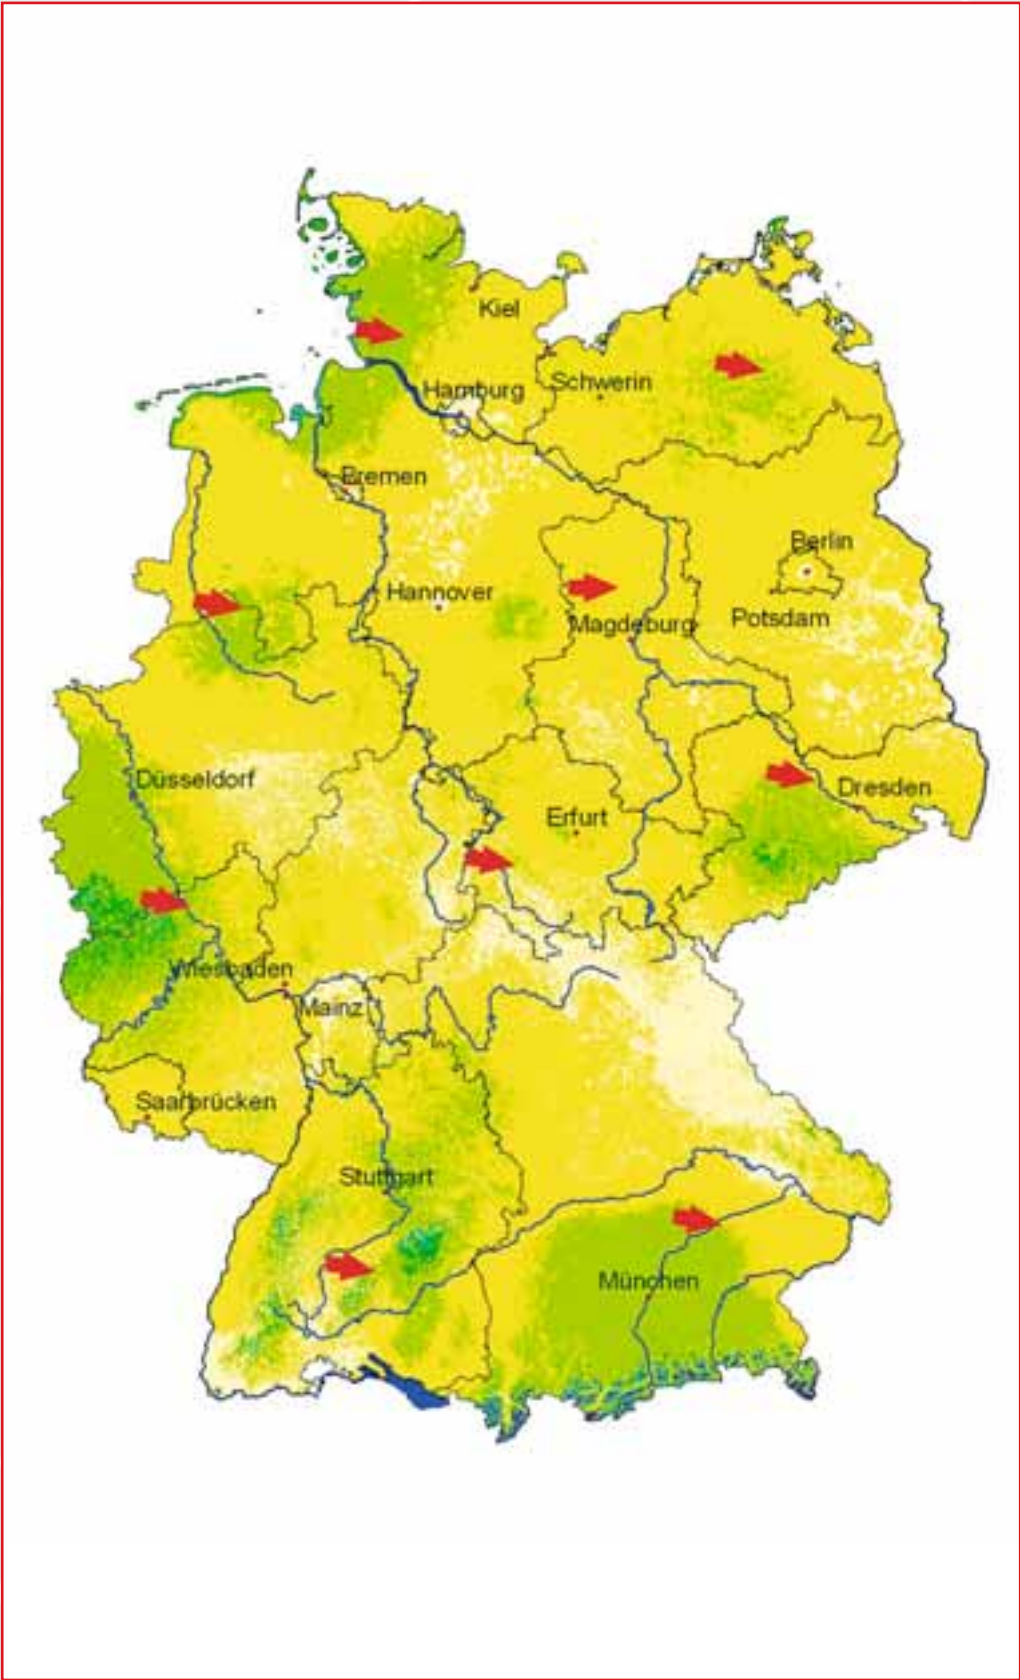 Kiel
Hamburg
Schwerin
Bremen
Berlin
Hannover
Magdeburg
Potsdam
Düsseldorf
Dresden
Erfurt
Wiesbaden
Mainz
Saarbrücken
Stuttgart
München